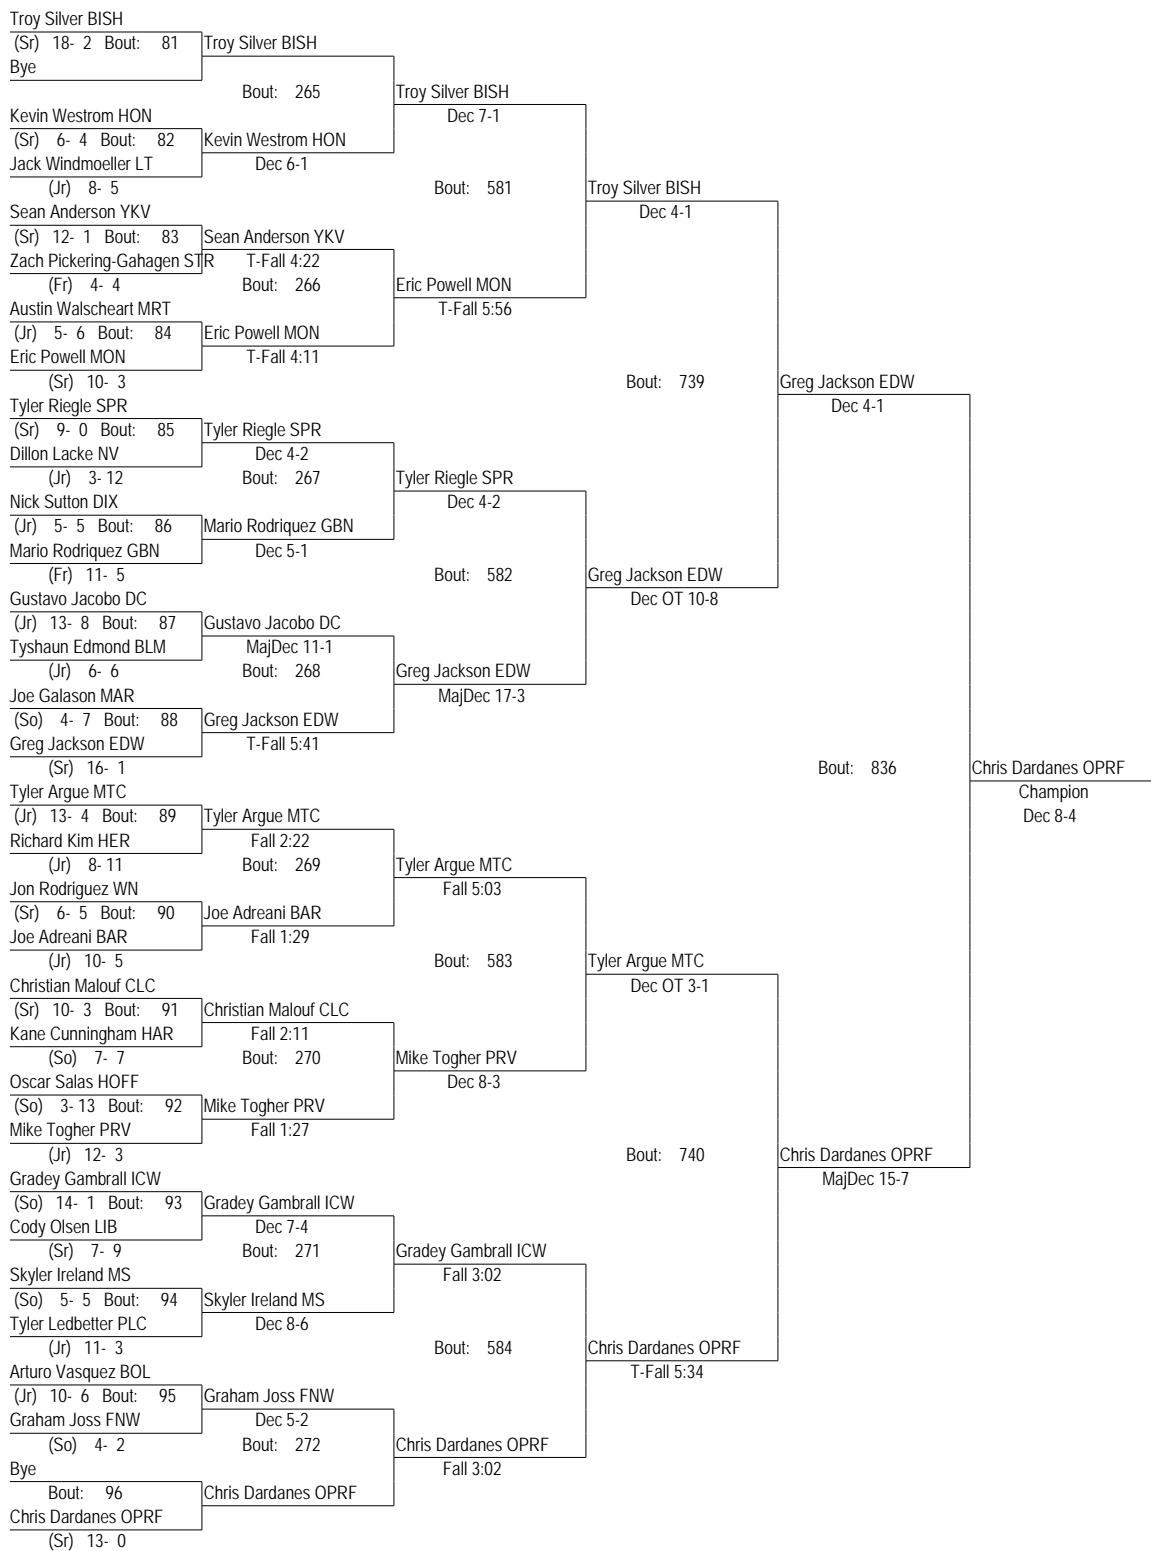 Troy Silver BISH
(Sr) 18- 2 Bout: 81 Troy Silver BISH
Bye
Bout: 265 Troy Silver BISH
Kevin Westrom HON Dec 7-1
(Sr) 6- 4 Bout: 82 Kevin Westrom HON
Jack Windmoeller LT Dec 6-1
(Jr) 8- 5 Bout: 581 Troy Silver BISH
Sean Anderson YKV Dec 4-1
(Sr) 12- 1 Bout: 83 Sean Anderson YKV
Zach Pickering-Gahagen STR T-Fall 4:22
(Fr) 4- 4 Bout: 266 Eric Powell MON
Austin Walscheart MRT T-Fall 5:56
(Jr) 5- 6 Bout: 84 Eric Powell MON
Eric Powell MON T-Fall 4:11
(Sr) 10- 3 Bout: 739 Greg Jackson EDW
Tyler Riegle SPR Dec 4-1
(Sr) 9- 0 Bout: 85 Tyler Riegle SPR
Dillon Lacke NV Dec 4-2
(Jr) 3- 12 Bout: 267 Tyler Riegle SPR
Nick Sutton DIX Dec 4-2
(Jr) 5- 5 Bout: 86 Mario Rodriquez GBN
Mario Rodriquez GBN Dec 5-1
(Fr) 11- 5 Bout: 582 Greg Jackson EDW
Gustavo Jacobo DC Dec OT 10-8
(Jr) 13- 8 Bout: 87 Gustavo Jacobo DC
Tyshaun Edmond BLM MajDec 11-1
(Jr) 6- 6 Bout: 268 Greg Jackson EDW
Joe Galason MAR MajDec 17-3
(So) 4- 7 Bout: 88 Greg Jackson EDW
Greg Jackson EDW T-Fall 5:41
(Sr) 16- 1 Bout: 836 Chris Dardanes OPRF
Tyler Argue MTC Champion
(Jr) 13- 4 Bout: 89 Tyler Argue MTC Dec 8-4
Richard Kim HER Fall 2:22
(Jr) 8- 11 Bout: 269 Tyler Argue MTC
Jon Rodriguez WN Fall 5:03
(Sr) 6- 5 Bout: 90 Joe Adreani BAR
Joe Adreani BAR Fall 1:29
(Jr) 10- 5 Bout: 583 Tyler Argue MTC
Christian Malouf CLC Dec OT 3-1
(Sr) 10- 3 Bout: 91 Christian Malouf CLC
Kane Cunningham HAR Fall 2:11
(So) 7- 7 Bout: 270 Mike Togher PRV
Oscar Salas HOFF Dec 8-3
(So) 3- 13 Bout: 92 Mike Togher PRV
Mike Togher PRV Fall 1:27
(Jr) 12- 3 Bout: 740 Chris Dardanes OPRF
Gradey Gambrall ICW MajDec 15-7
(So) 14- 1 Bout: 93 Gradey Gambrall ICW
Cody Olsen LIB Dec 7-4
(Sr) 7- 9 Bout: 271 Gradey Gambrall ICW
Skyler Ireland MS Fall 3:02
(So) 5- 5 Bout: 94 Skyler Ireland MS
Tyler Ledbetter PLC Dec 8-6
(Jr) 11- 3 Bout: 584 Chris Dardanes OPRF
Arturo Vasquez BOL T-Fall 5:34
(Jr) 10- 6 Bout: 95 Graham Joss FNW
Graham Joss FNW Dec 5-2
(So) 4- 2 Bout: 272 Chris Dardanes OPRF
Bye Fall 3:02
Bout: 96 Chris Dardanes OPRF
Chris Dardanes OPRF
(Sr) 13- 0